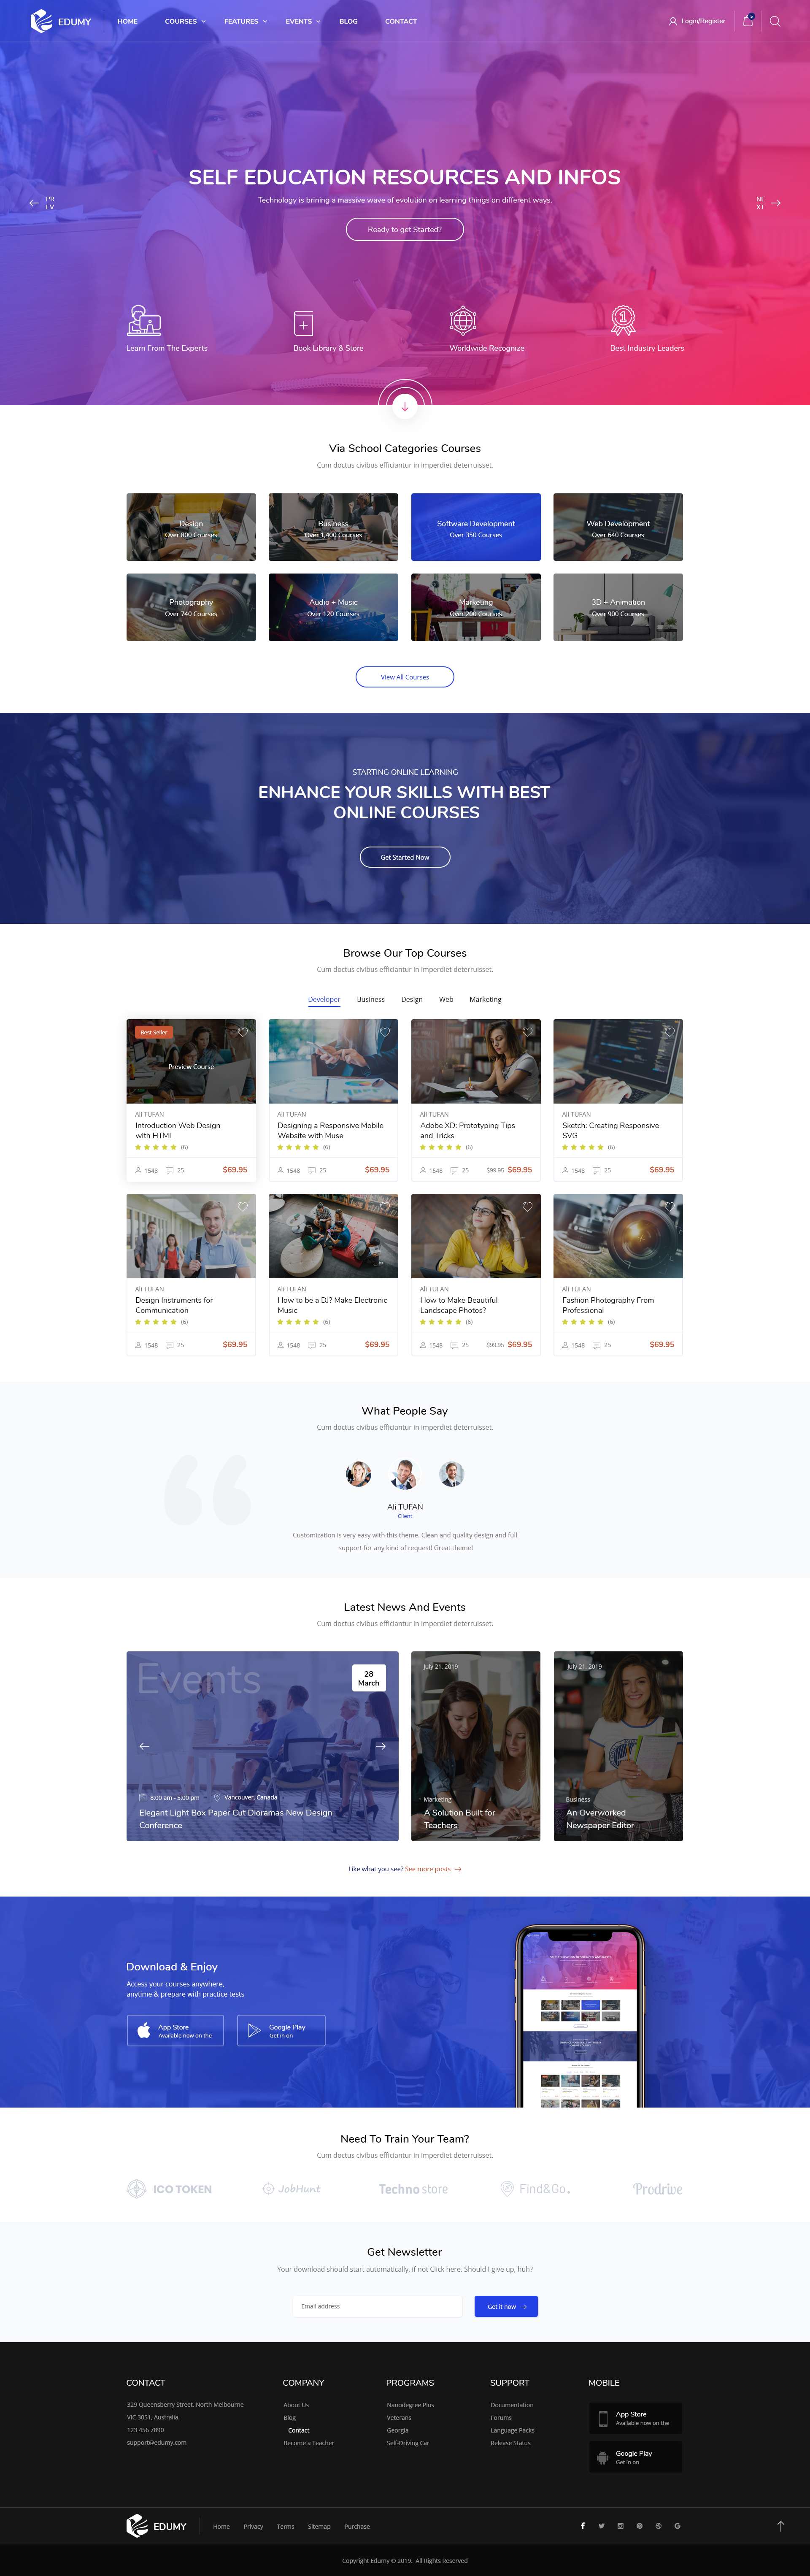 EDUMY
HOME
COURSES
FEATURES
EVENTS
BLOG
CONTACT
Login/Register
5
SELF EDUCATION RESOURCES AND INFOS
PR
EV
Technology is brining a massive wave of evolution on learning things on different ways.
NE
XT
Ready to get Started?
Learn From The Experts
Book Library & Store
1
Worldwide Recognize
Best Industry Leaders
Via School Categories Courses
Cum doctus civibus efficiantur in imperdiet deterruisset.
Design
Over 800 Courses
Business
Over 1,400 Courses
Software Development
Over 350 Courses
Web Development
Over 640 Courses
Photography
Over 740 Courses
Audio + Music
Over 120 Courses
Marketing
Over 200 Courses
3D + Animation
Over 900 Courses
View All Courses
STARTING ONLINE LEARNING
ENHANCE YOUR SKILLS WITH BEST
ONLINE COURSES
Get Started Now
Browse Our Top Courses
Cum doctus civibus efficiantur in imperdiet deterruisset.
Developer
Business
Design
Web
Marketing
Best Seller
Preview Course
Ali TUFAN
Introduction Web Design
with HTML
(6)
1548
25
$69.95
Ali TUFAN
Designing a Responsive Mobile
Website with Muse
(6)
1548
25
$69.95
Ali TUFAN
Adobe XD: Prototyping Tips
and Tricks
(6)
1548
25
$99.95
$69.95
Ali TUFAN
Sketch: Creating Responsive
SVG
(6)
1548
25
$69.95
Ali TUFAN
Design Instruments for
Communication
(6)
1548
25
$69.95
Ali TUFAN
How to be a DJ? Make Electronic
Music
(6)
1548
25
$69.95
Ali TUFAN
How to Make Beautiful
Landscape Photos?
(6)
1548
25
$99.95
$69.95
Ali TUFAN
Fashion Photography From
Professional
(6)
1548
25
$69.95
What People Say
Cum doctus civibus efficiantur in imperdiet deterruisset.
Ali TUFAN
Client
Customization is very easy with this theme. Clean and quality design and full
support for any kind of request! Great theme!
Latest News And Events
Cum doctus civibus efficiantur in imperdiet deterruisset.
Events
28
March
8:00 am - 5:00 pm
Vancouver, Canada
Elegant Light Box Paper Cut Dioramas New Design
Conference
July 21, 2019
Marketing
A Solution Built for
Teachers
July 21, 2019
Business
An Overworked
Newspaper Editor
Like what you see? See more posts
Download & Enjoy
Access your courses anywhere,
anytime & prepare with practice tests
App Store
Available now on the
Google Play
Get in on
Need To Train Your Team?
Cum doctus civibus efficiantur in imperdiet deterruisset.
ICO TOKEN
JobHunt
Techno store
Find&Go.
Prodrive
Get Newsletter
Your download should start automatically, if not Click here. Should I give up, huh?
Email address
Get it now
CONTACT
329 Queensberry Street, North Melbourne
VIC 3051, Australia.
123 456 7890
support@edumy.com
COMPANY
About Us
Blog
Contact
Become a Teacher
PROGRAMS
Nanodegree Plus
Veterans
Georgia
Self-Driving Car
SUPPORT
Documentation
Forums
Language Packs
Release Status
MOBILE
App Store
Available now on the
Google Play
Get in on
EDUMY
Home
Privacy
Terms
Sitemap
Purchase
Copyright Edumy © 2019. All Rights Reserved